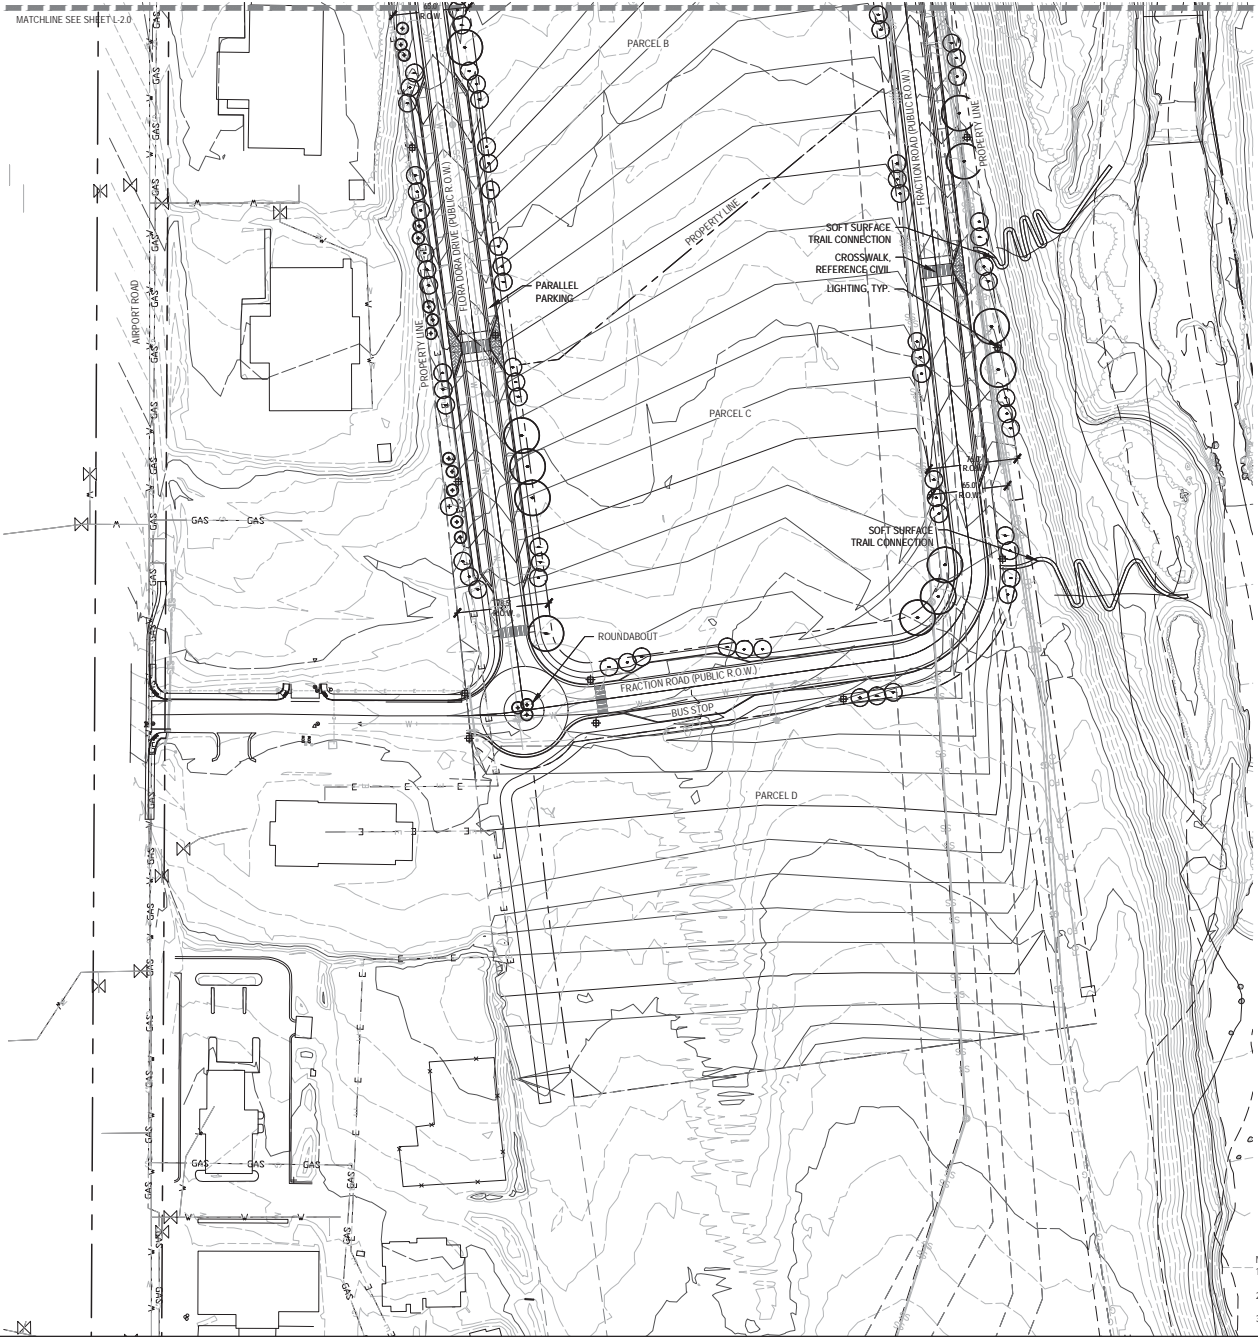 MATCHLINE SEE SHEET L-2.0
R.O.W.
PARCEL B
PROPERTY LINE
FRACTION ROAD (PUBLIC R.O.W.)
PROPERTY LINE
FLORA DORA DRIVE (PUBLIC R.O.W.)
SOFT SURFACE
TRAIL CONNECTION
CROSSWALK,
REFERENCE CIVIL
LIGHTING, TYP.
PARALLEL
PARKING
AIRPORT ROAD
PROPERTY LINE
PARCEL C
R.O.W.
65.0'
R.O.W.
GAS
GAS
SOFT SURFACE
TRAIL CONNECTION
R.O.W.
ROUNDABOUT
FRACTION ROAD (PUBLIC R.O.W.)
BUS STOP
PARCEL D
E
E
E
E
E
E
E
E
GAS
GAS
GAS
W
W
W